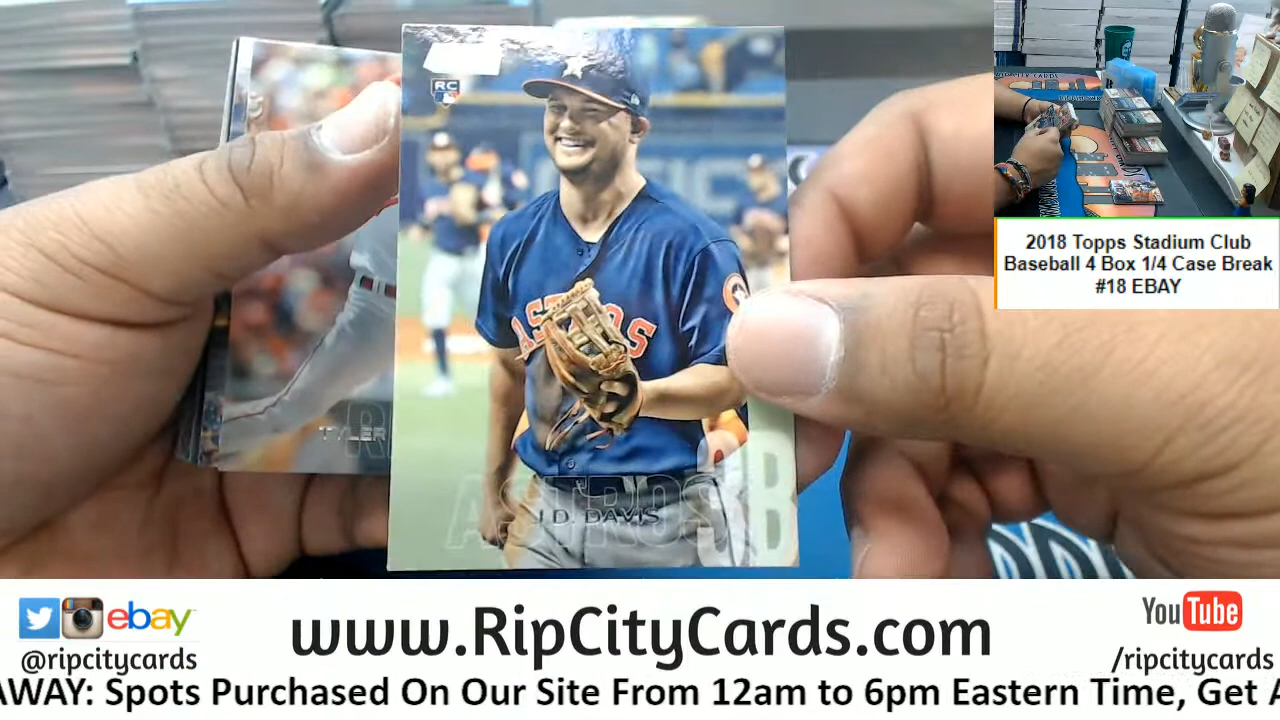 RC
ASTROS
ASTROS 3B
J.D. DAVIS
TYLER
2018 Topps Stadium Club
Baseball 4 Box 1/4 Case Break
#18 EBAY
ebay
@ripcitycards
www.RipCityCards.com
YouTube
/ripcitycards
AWAY: Spots Purchased On Our Site From 12am to 6pm Eastern Time, Get